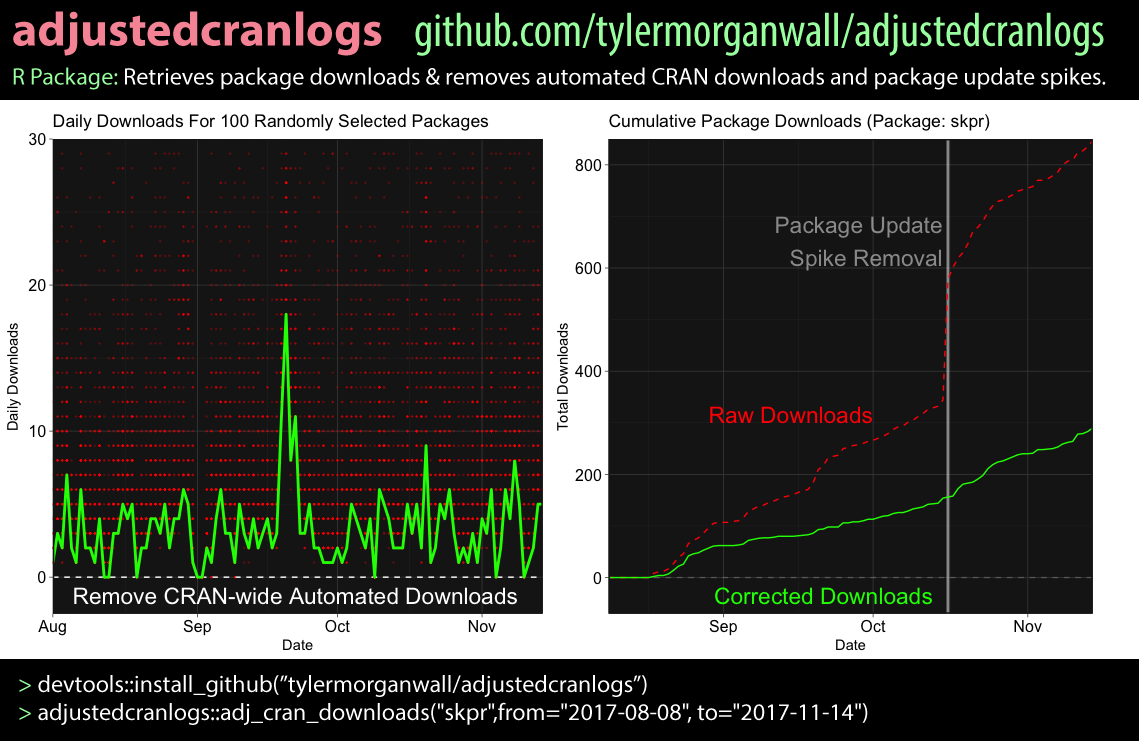 adjustedcranlogs github.com/tylermorganwall/adjustedcranlogs
R Package: Retrieves package downloads & removes automated CRAN downloads and package update spikes.
Daily Downloads For 100 Randomly Selected Packages
30
20
10
0
Daily Downloads
Remove CRAN-wide Automated Downloads
Aug Sep Oct Nov
Date
Cumulative Package Downloads (Package: skpr)
800
600
400
200
0
Total Downloads
Package Update
Spike Removal
Raw Downloads
Corrected Downloads
Sep Oct Nov
Date
> devtools::install_github(”tylermorganwall/adjustedcranlogs”)
> adjustedcranlogs::adj_cran_downloads("skpr",from="2017-08-08", to="2017-11-14")